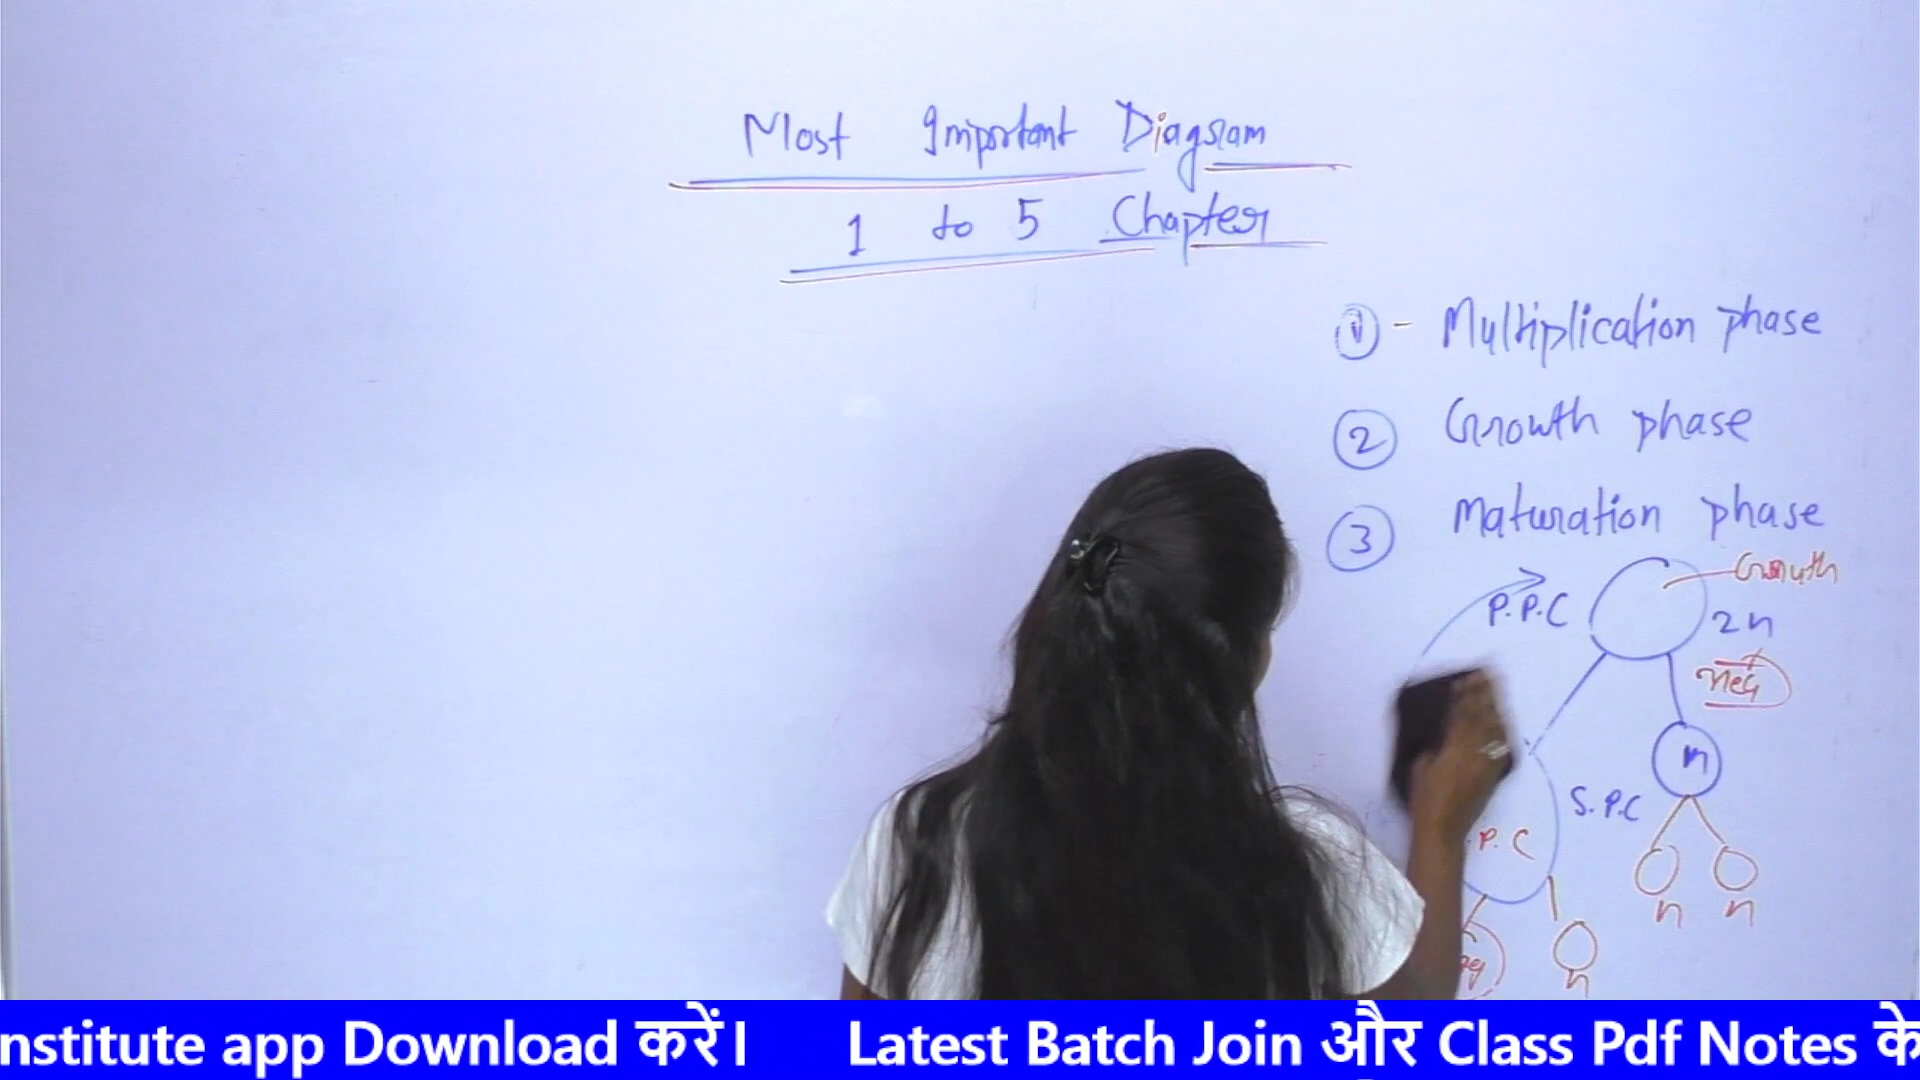 Most Important Diagram
1 to 5 Chapter
1 - Multiplication phase
2 Growth phase
3 Maturation phase
Growth
P.P.C
2n
n
S.P.C
P.C
n n
n
nstitute app Download करें। Latest Batch Join और Class Pdf Notes के